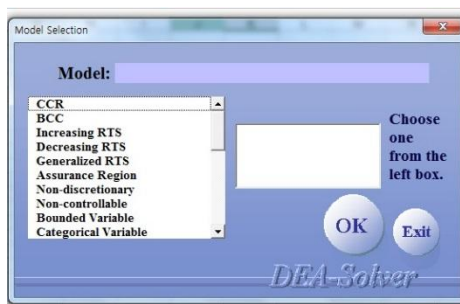 Model Selection
Model:
CCR
BCC
Increasing RTS
Decreasing RTS
Generalized RTS
Assurance Region
Non-discretionary
Non-controllable
Bounded Variable
Categorical Variable
Choose
one
from the
left box.
OK
Exit
DEA-Solver